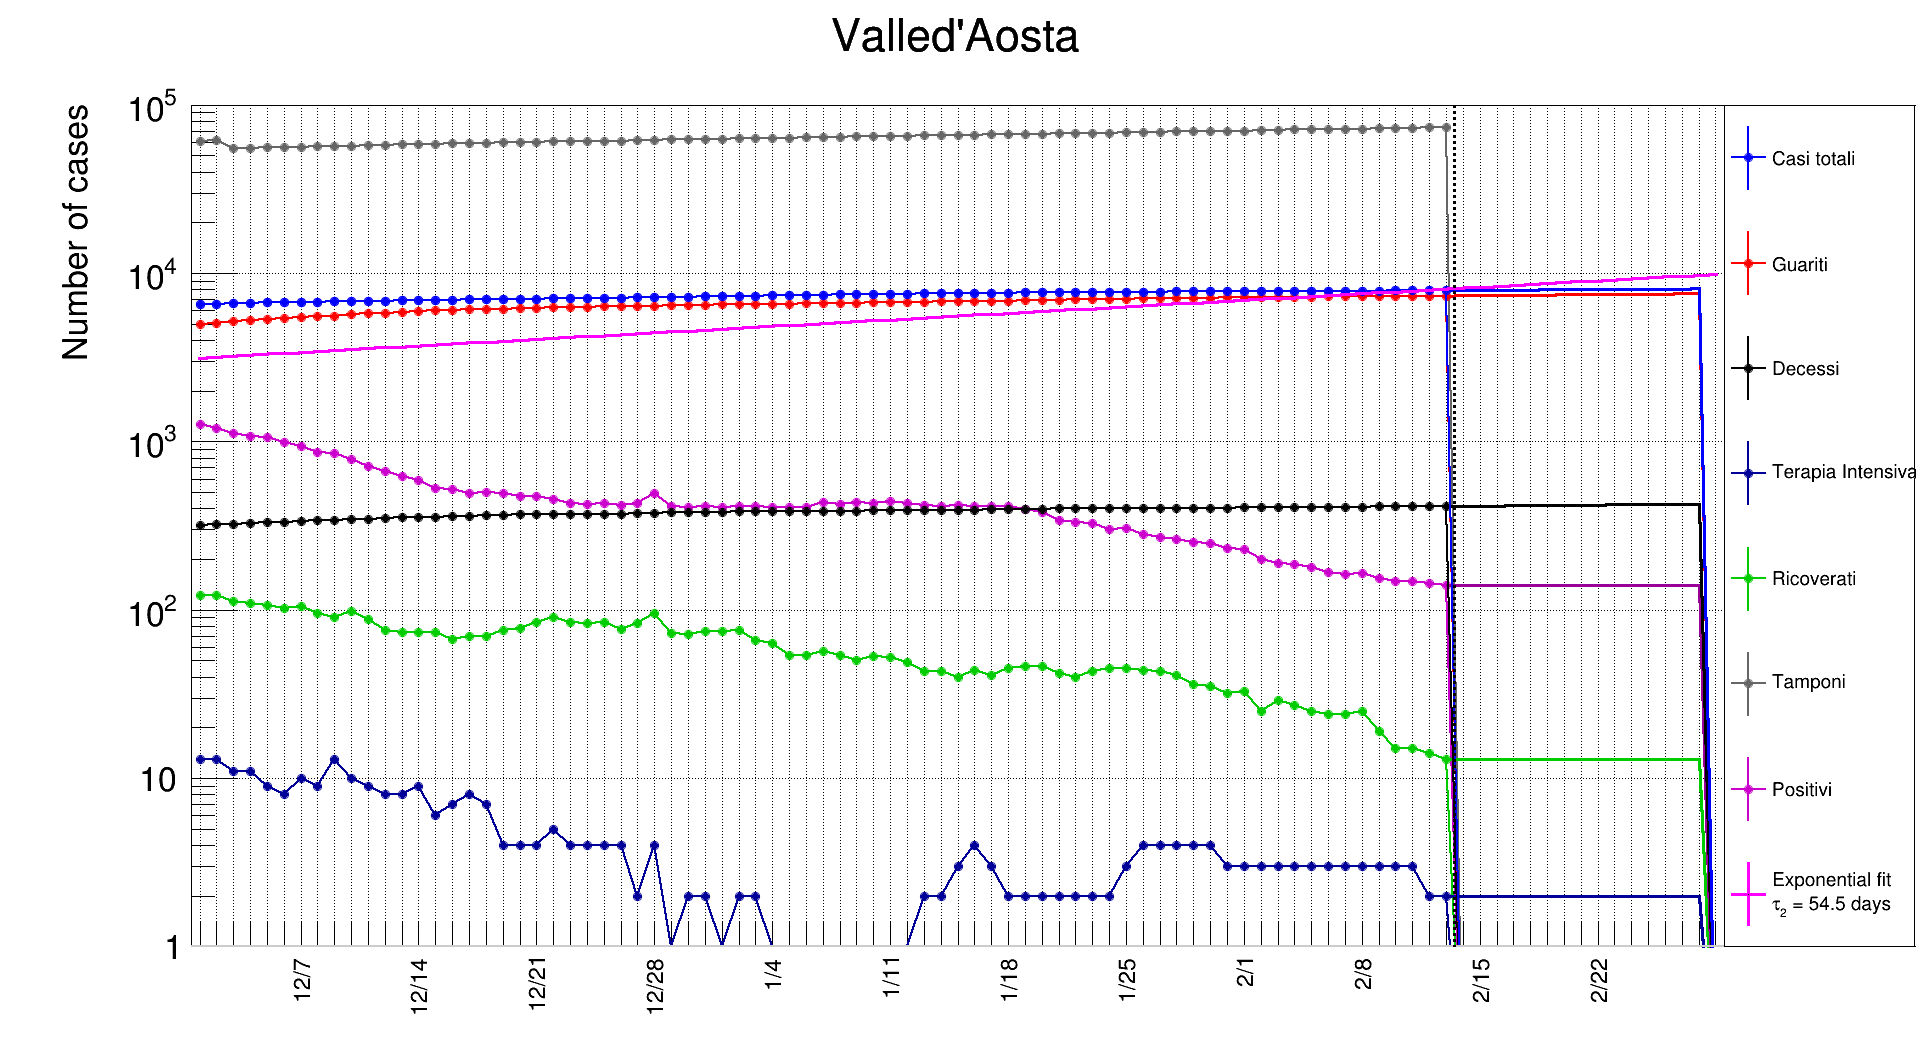 Valled'Aosta
Number of cases
10^5
10^4
10^3
10^2
10
1
12/7
12/14
12/21
12/28
1/4
1/11
1/18
1/25
2/1
2/8
2/15
2/22
Casi totali
Guariti
Decessi
Terapia Intensiva
Ricoverati
Tamponi
Positivi
Exponential fit
τ₂ = 54.5 days